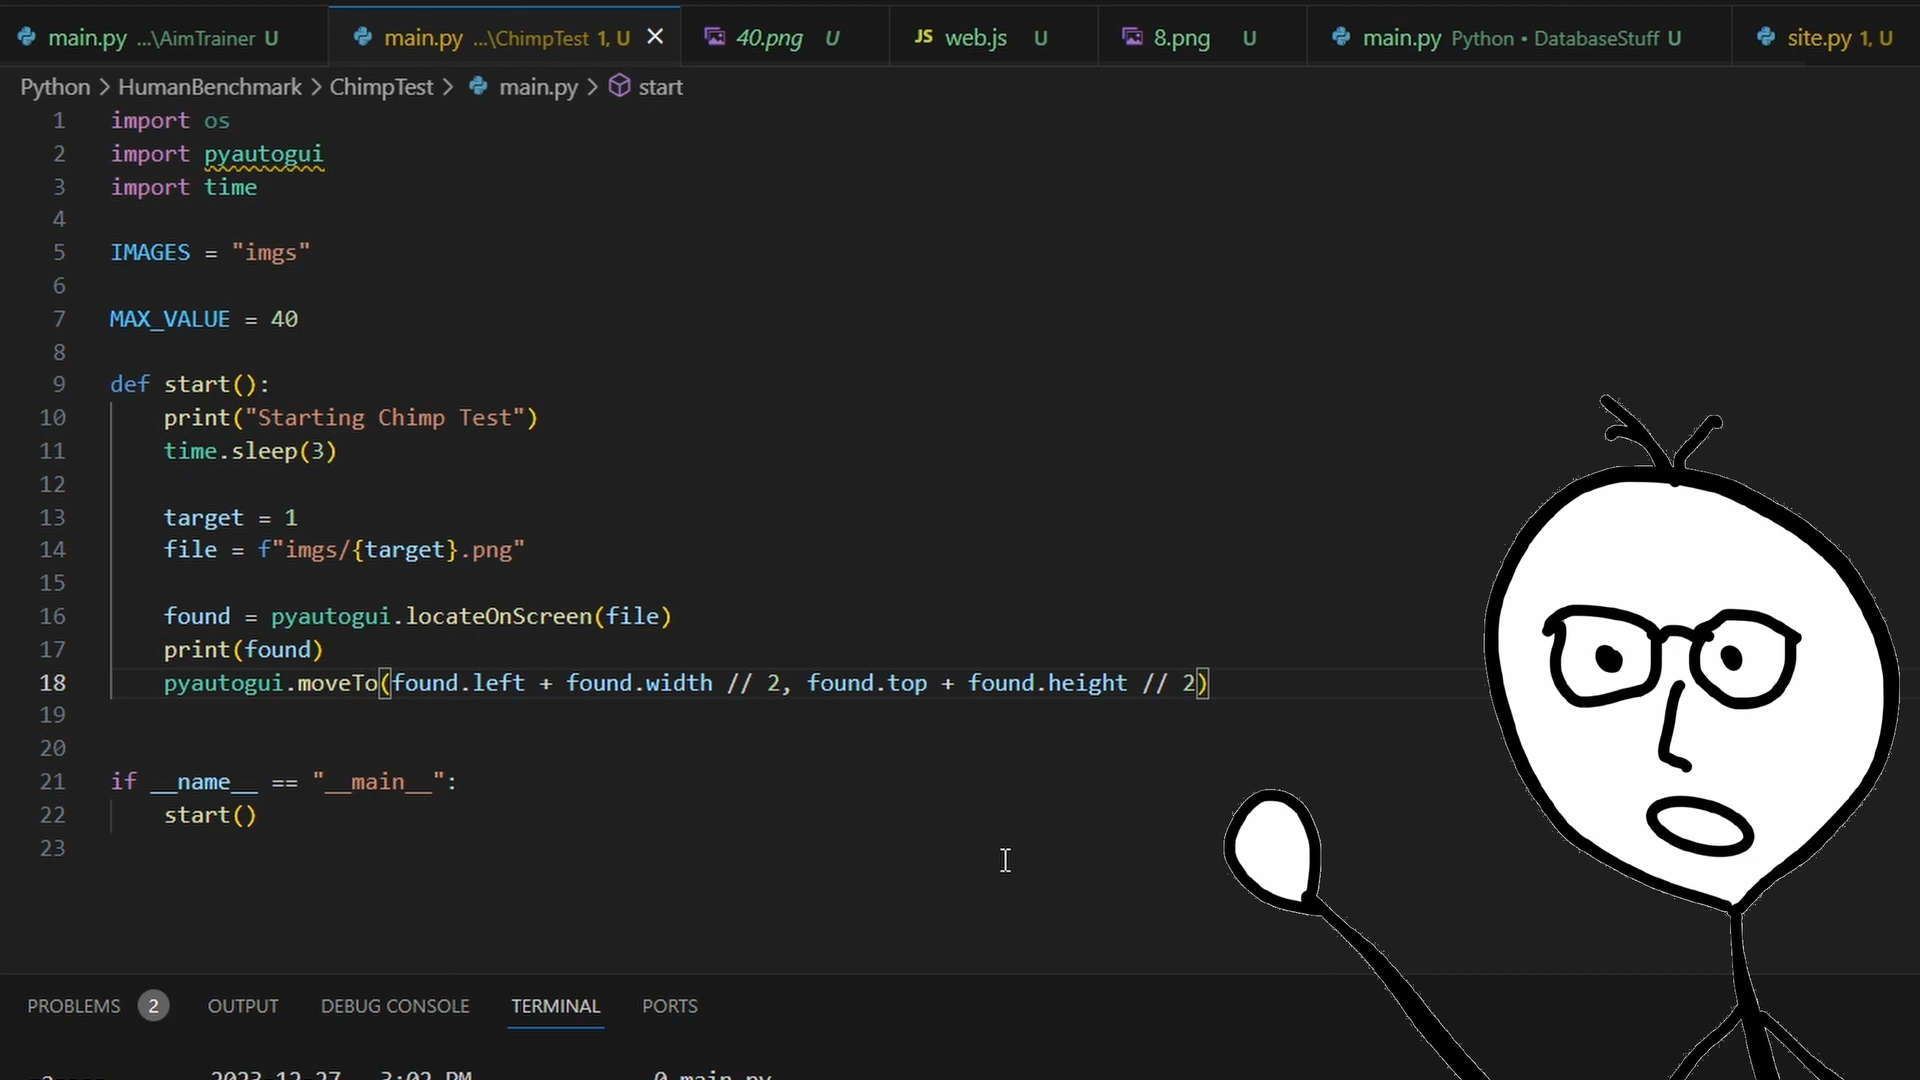 main.py ...\AimTrainer U
main.py ...\ChimpTest 1, U
40.png U
JS web.js U
8.png U
main.py Python • DatabaseStuff U
site.py 1, U
Python > HumanBenchmark > ChimpTest > main.py > start
1 import os
2 import pyautogui
3 import time
4
5 IMAGES = "imgs"
6
7 MAX_VALUE = 40
8
9 def start():
10 print("Starting Chimp Test")
11 time.sleep(3)
12
13 target = 1
14 file = f"imgs/{target}.png"
15
16 found = pyautogui.locateOnScreen(file)
17 print(found)
18 pyautogui.moveTo(found.left + found.width // 2, found.top + found.height // 2)
19
20
21 if __name__ == "__main__":
22 start()
23
PROBLEMS 2 OUTPUT DEBUG CONSOLE TERMINAL PORTS
2023-12-27 3:02 PM 0 main.py